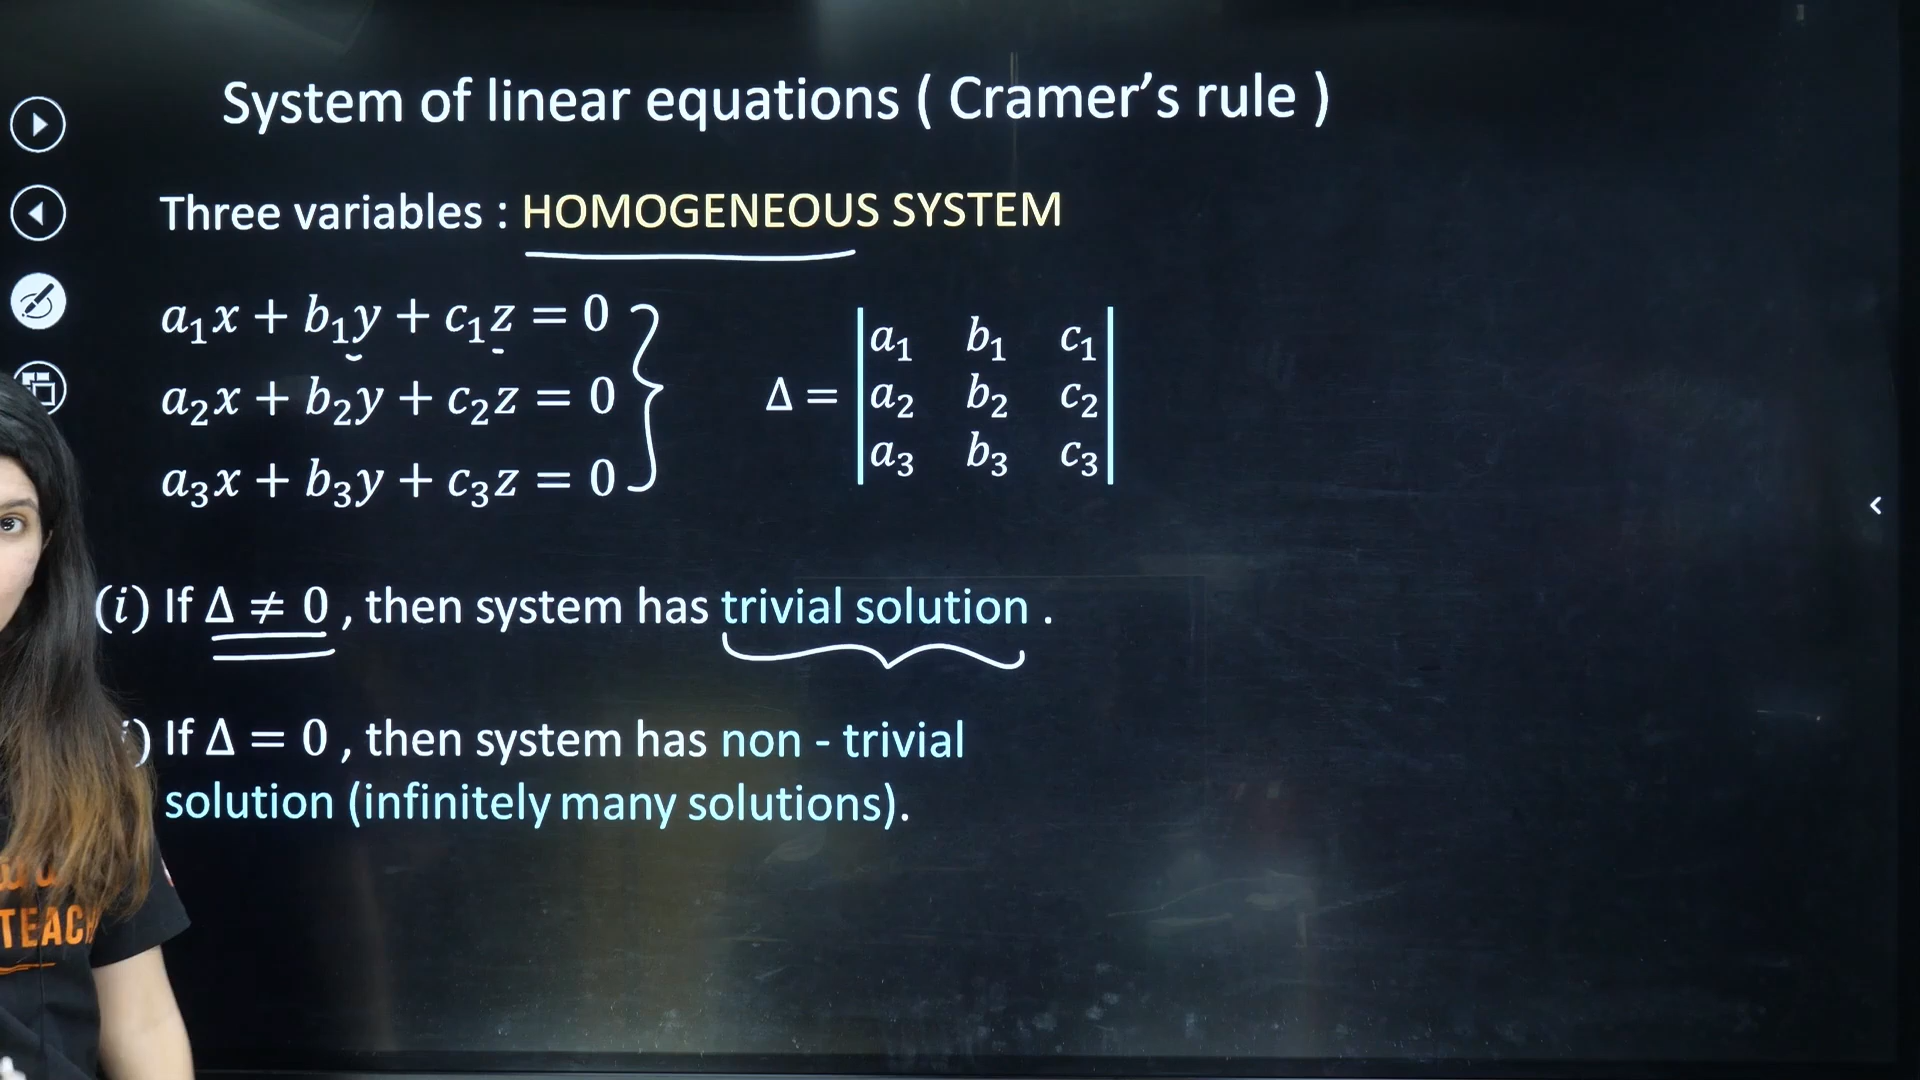 System of linear equations ( Cramer's rule )
Three variables : HOMOGENEOUS SYSTEM
a₁x + b₁y + c₁z = 0
a₂x + b₂y + c₂z = 0
a₃x + b₃y + c₃z = 0
Δ = | a₁ b₁ c₁ |
| a₂ b₂ c₂ |
| a₃ b₃ c₃ |
(i) If Δ ≠ 0 , then system has trivial solution .
) If Δ = 0 , then system has non - trivial
solution (infinitely many solutions).
TEACH